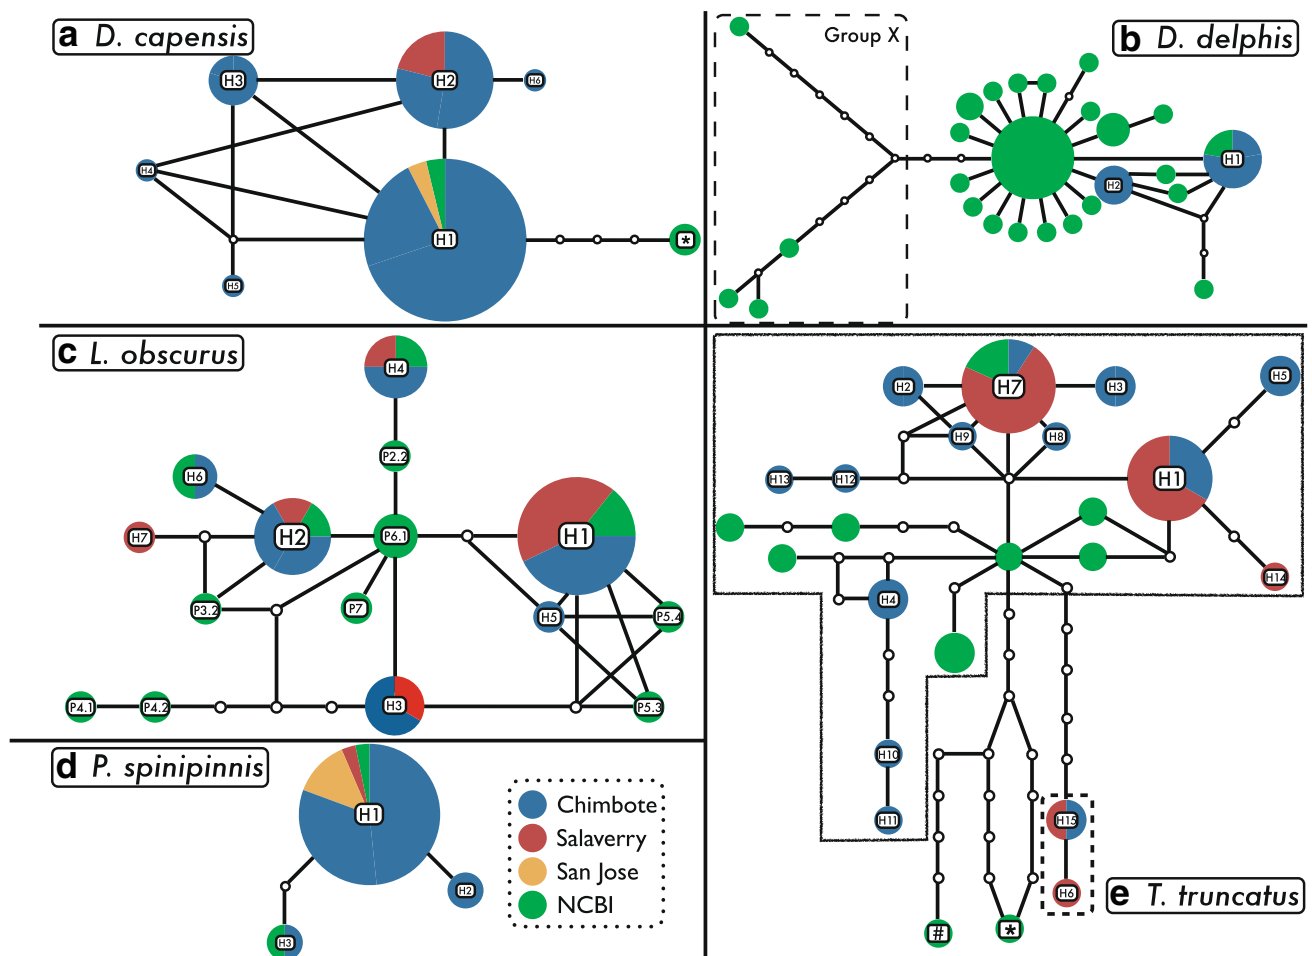 a D. capensis
H3
H2
H6
H4
H1
*
H5
Group X
b D. delphis
H1
H2
c L. obscurus
H4
P2.2
H6
H7
H2
P6.1
H1
P3.2
P7
H5
P5.4
P4.1
P4.2
H3
P5.3
d P. spinipinnis
H1
H2
H3
Chimbote
Salaverry
San Jose
NCBI
H2
H7
H3
H5
H9
H8
H13
H12
H1
H14
H4
H10
H11
H15
H6
#
*
e T. truncatus